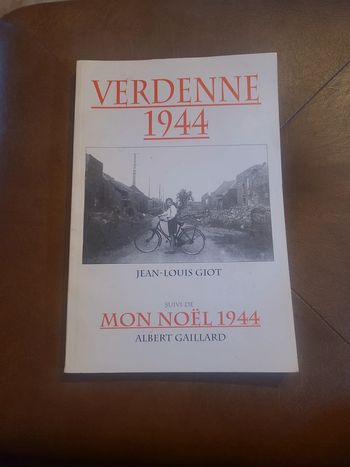 VERDENNE
1944
JEAN-LOUIS GIOT
SUIVI DE
MON NOËL 1944
ALBERT GAILLARD